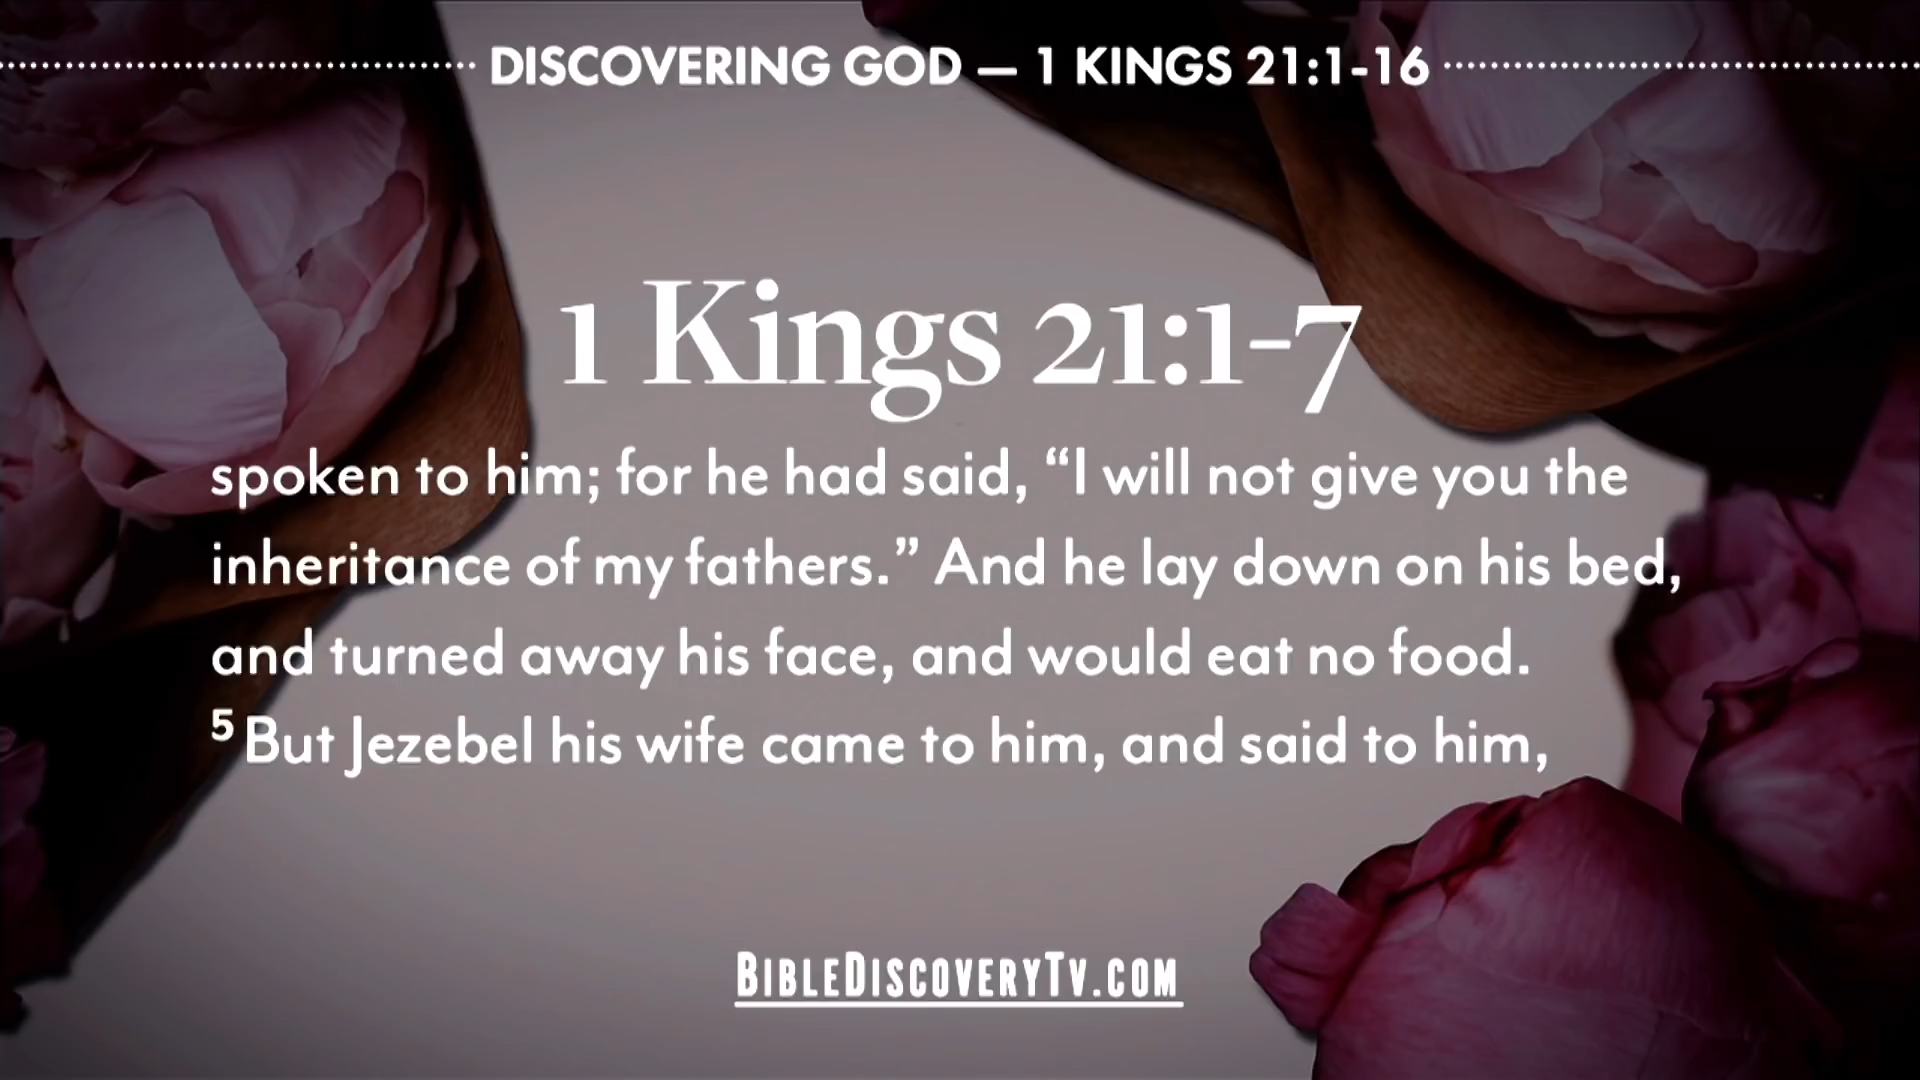 DISCOVERING GOD — 1 KINGS 21:1-16
1 Kings 21:1-7
spoken to him; for he had said, “I will not give you the
inheritance of my fathers.” And he lay down on his bed,
and turned away his face, and would eat no food.
5 But Jezebel his wife came to him, and said to him,
BIBLEDISCOVERYTV.COM